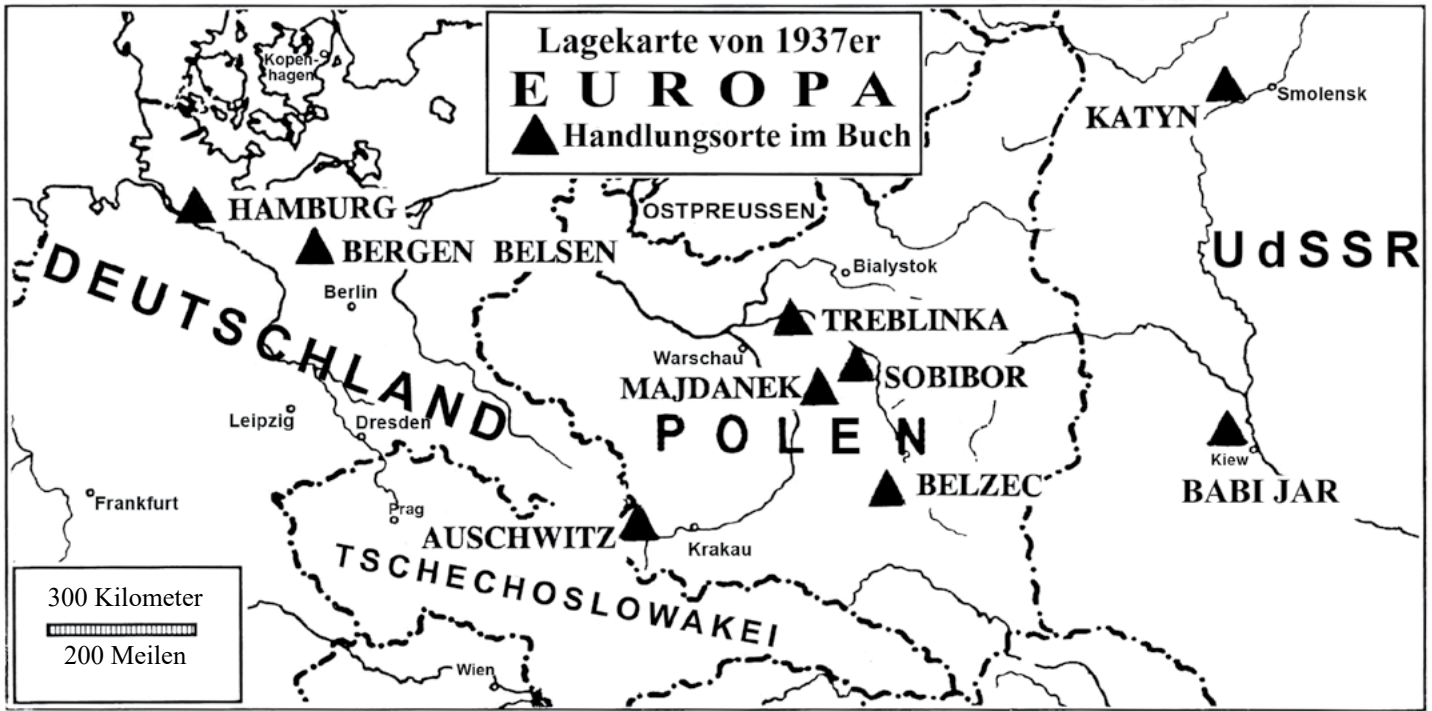 Lagekarte von 1937er
EUROPA
Handlungsorte im Buch
Kopen-
hagen
Smolensk
KATYN
HAMBURG
OSTPREUSSEN
BERGEN BELSEN
UdSSR
Bialystok
DEUTSCHLAND
Berlin
TREBLINKA
Warschau
MAJDANEK
SOBIBOR
Leipzig
Dresden
POLEN
Kiew
BABI JAR
Frankfurt
Prag
BELZEC
AUSCHWITZ
Krakau
TSCHECHOSLOWAKEI
300 Kilometer
200 Meilen
Wien